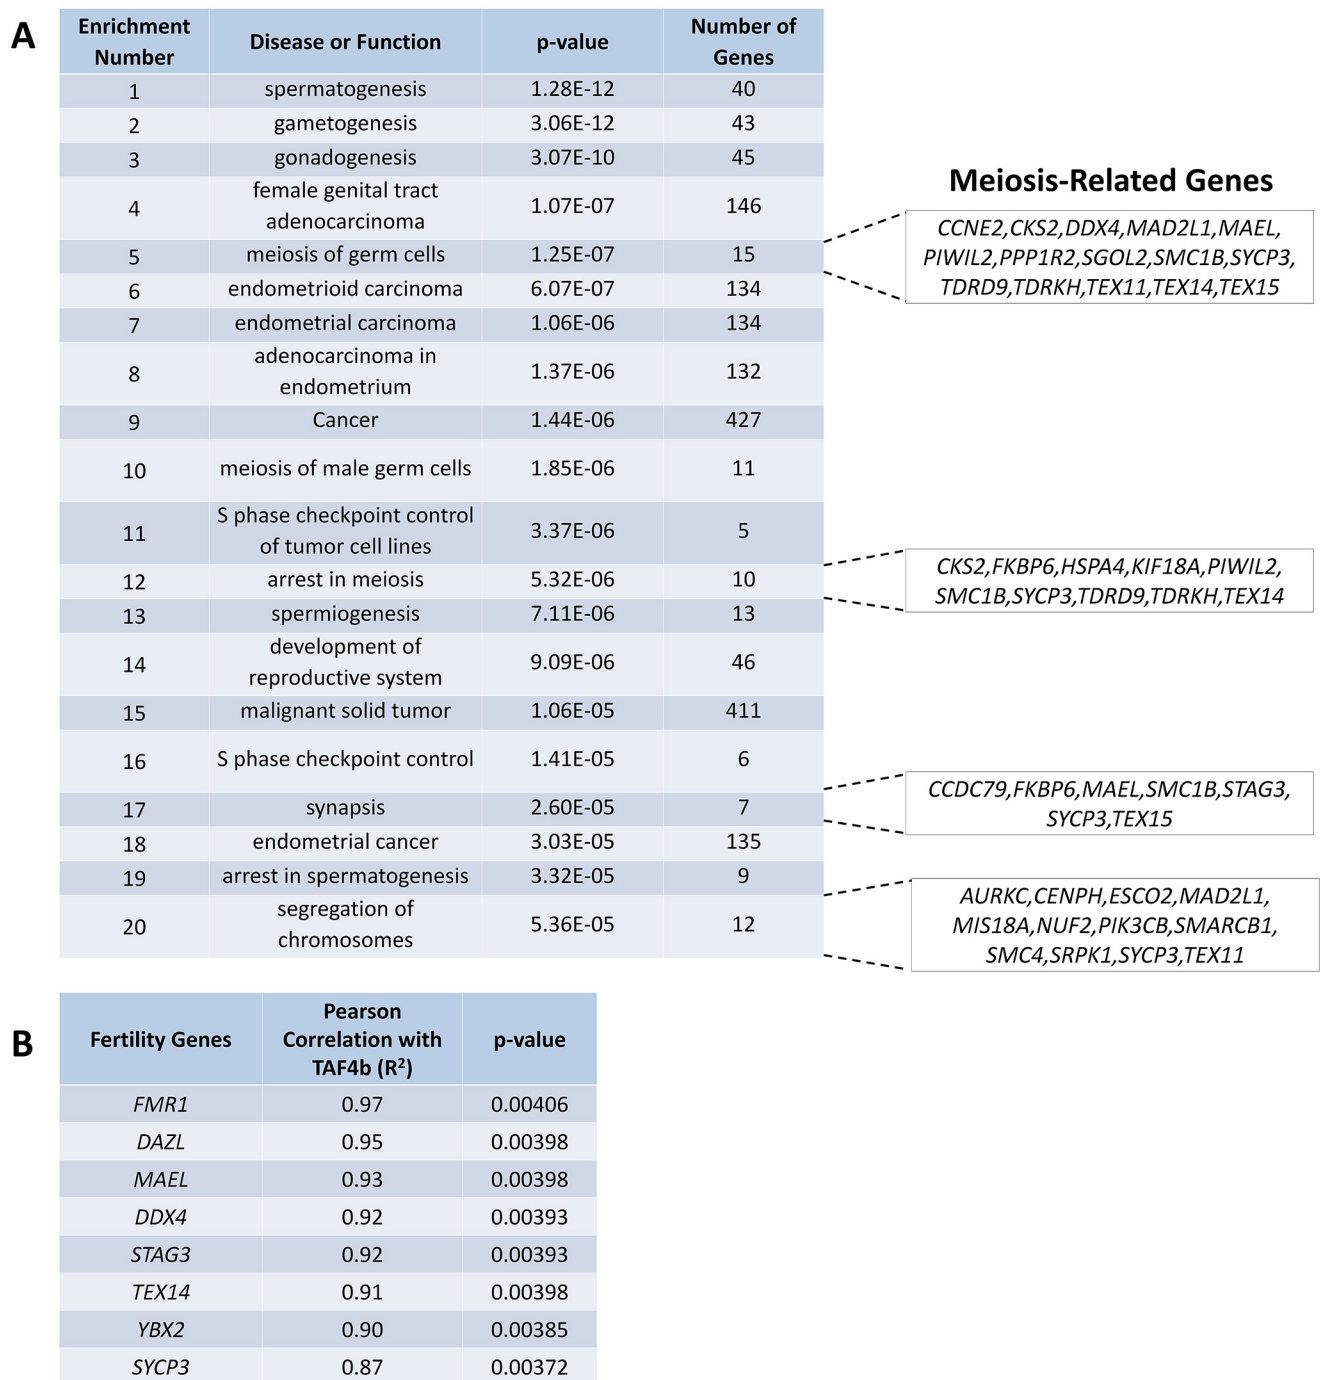 A
Enrichment Number | Disease or Function | p-value | Number of Genes
1 | spermatogenesis | 1.28E-12 | 40
2 | gametogenesis | 3.06E-12 | 43
3 | gonadogenesis | 3.07E-10 | 45
4 | female genital tract adenocarcinoma | 1.07E-07 | 146
5 | meiosis of germ cells | 1.25E-07 | 15
6 | endometrioid carcinoma | 6.07E-07 | 134
7 | endometrial carcinoma | 1.06E-06 | 134
8 | adenocarcinoma in endometrium | 1.37E-06 | 132
9 | Cancer | 1.44E-06 | 427
10 | meiosis of male germ cells | 1.85E-06 | 11
11 | S phase checkpoint control of tumor cell lines | 3.37E-06 | 5
12 | arrest in meiosis | 5.32E-06 | 10
13 | spermiogenesis | 7.11E-06 | 13
14 | development of reproductive system | 9.09E-06 | 46
15 | malignant solid tumor | 1.06E-05 | 411
16 | S phase checkpoint control | 1.41E-05 | 6
17 | synapsis | 2.60E-05 | 7
18 | endometrial cancer | 3.03E-05 | 135
19 | arrest in spermatogenesis | 3.32E-05 | 9
20 | segregation of chromosomes | 5.36E-05 | 12
Meiosis-Related Genes
CCNE2,CKS2,DDX4,MAD2L1,MAEL,
PIWIL2,PPP1R2,SGOL2,SMC1B,SYCP3,
TDRD9,TDRKH,TEX11,TEX14,TEX15
CKS2,FKBP6,HSPA4,KIF18A,PIWIL2,
SMC1B,SYCP3,TDRD9,TDRKH,TEX14
CCDC79,FKBP6,MAEL,SMC1B,STAG3,
SYCP3,TEX15
AURKC,CENPH,ESCO2,MAD2L1,
MIS18A,NUF2,PIK3CB,SMARCB1,
SMC4,SRPK1,SYCP3,TEX11
B
Fertility Genes | Pearson Correlation with TAF4b (R²) | p-value
FMR1 | 0.97 | 0.00406
DAZL | 0.95 | 0.00398
MAEL | 0.93 | 0.00398
DDX4 | 0.92 | 0.00393
STAG3 | 0.92 | 0.00393
TEX14 | 0.91 | 0.00398
YBX2 | 0.90 | 0.00385
SYCP3 | 0.87 | 0.00372